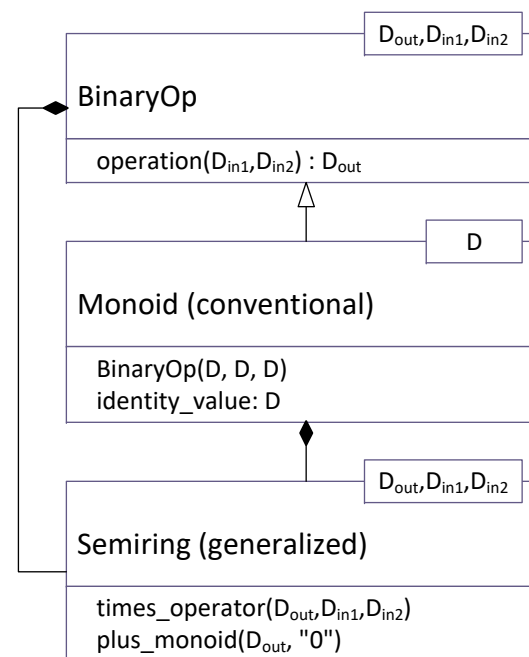 D_out,D_in1,D_in2
BinaryOp
operation(D_in1,D_in2) : D_out
D
Monoid (conventional)
BinaryOp(D, D, D)
identity_value: D
D_out,D_in1,D_in2
Semiring (generalized)
times_operator(D_out,D_in1,D_in2)
plus_monoid(D_out, "0")